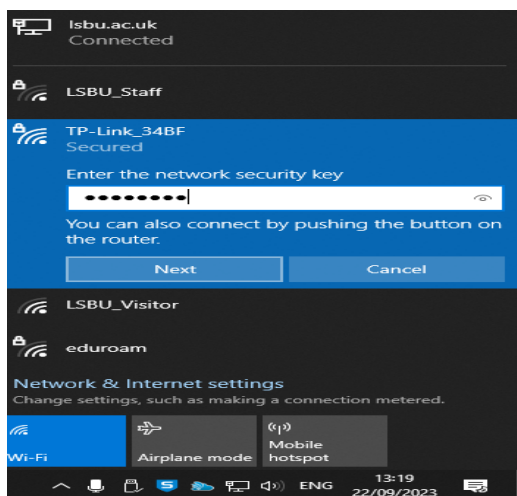 lsbu.ac.uk
Connected
LSBU_Staff
TP-Link_34BF
Secured
Enter the network security key
••••••••
You can also connect by pushing the button on
the router.
Next
Cancel
LSBU_Visitor
eduroam
Network & Internet settings
Change settings, such as making a connection metered.
Wi-Fi
Airplane mode
Mobile
hotspot
ENG
13:19
22/09/2023